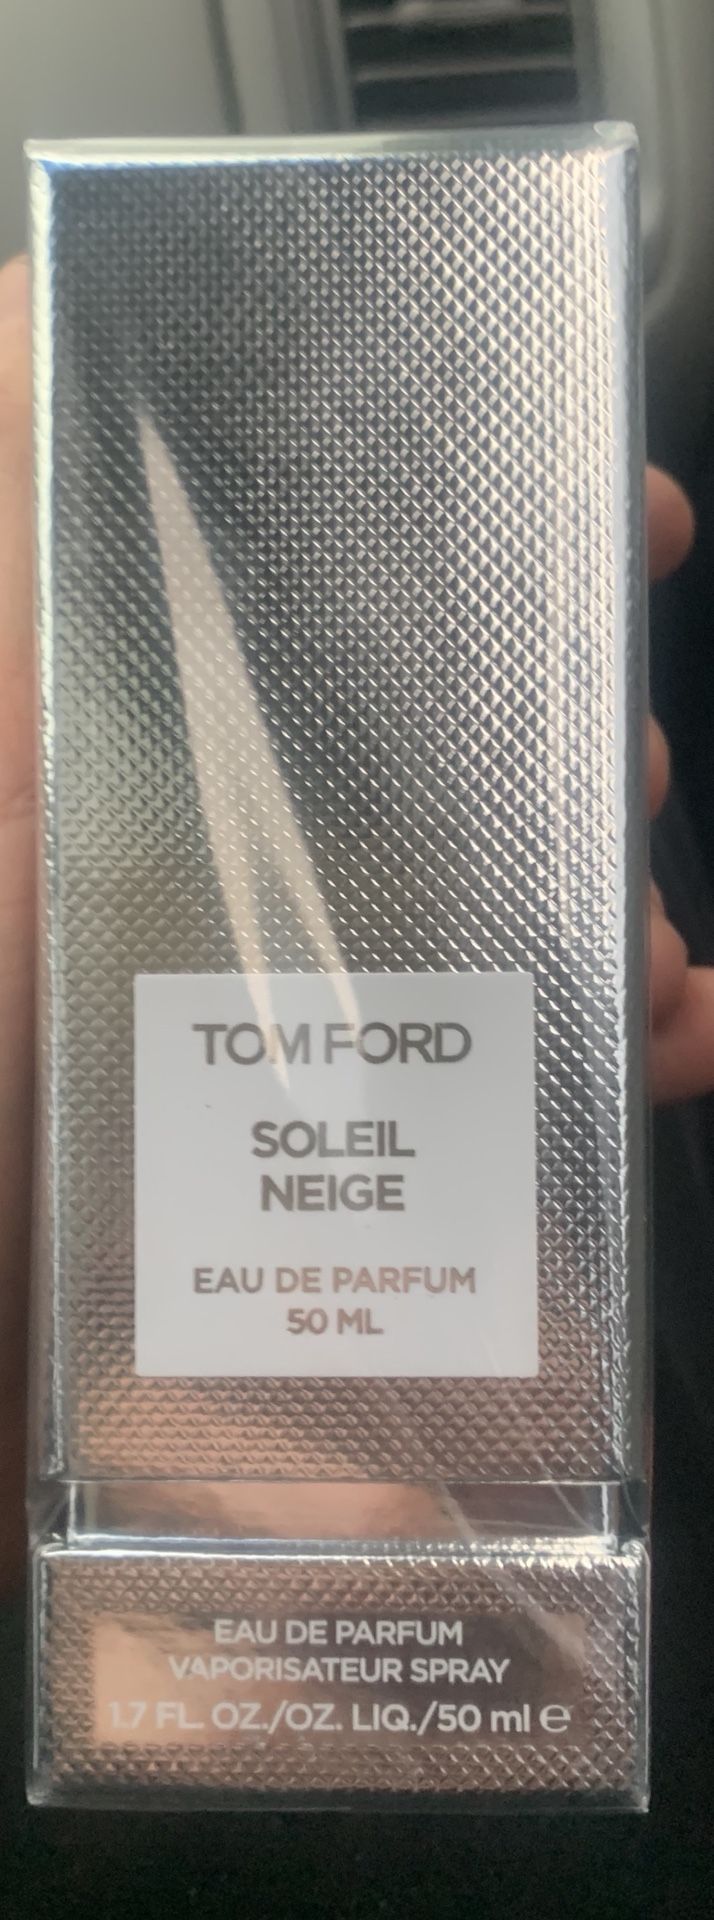 TOM FORD
SOLEIL
NEIGE
EAU DE PARFUM
50 ML
EAU DE PARFUM
VAPORISATEUR SPRAY
1.7 FL. OZ./OZ. LIQ./50 ml ℮